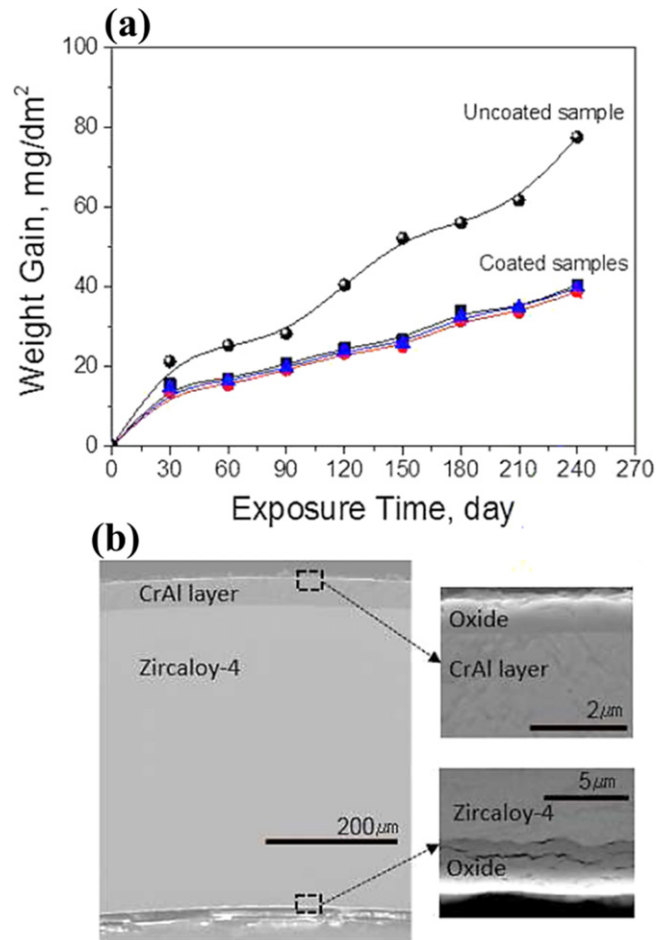 (a)
100
80
60
40
20
0
Weight Gain, mg/dm²
Uncoated sample
Coated samples
0 30 60 90 120 150 180 210 240 270
Exposure Time, day
(b)
CrAl layer
Zircaloy-4
200㎛
Oxide
CrAl layer
2㎛
5㎛
Zircaloy-4
Oxide